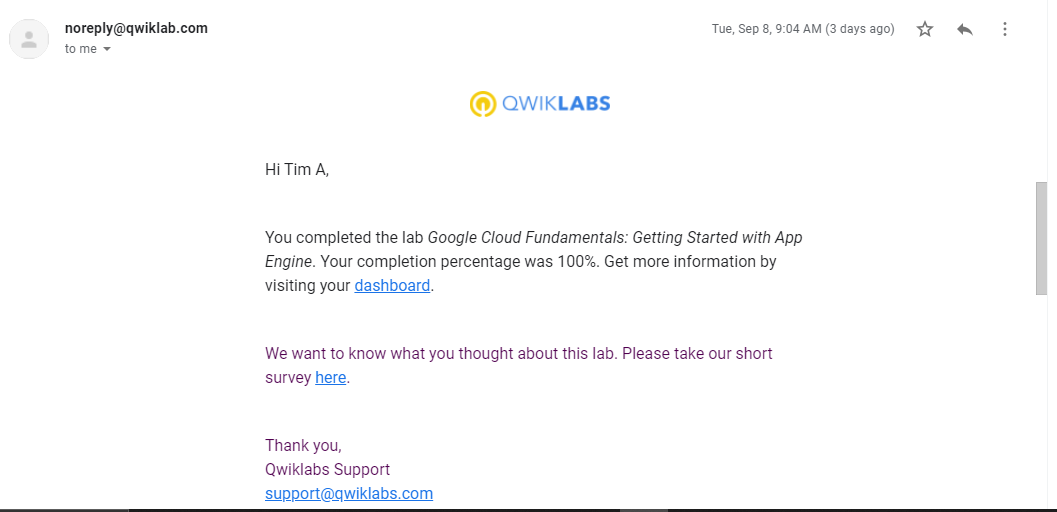 noreply@qwiklab.com
Tue, Sep 8, 9:04 AM (3 days ago)
to me
QWIKLABS
Hi Tim A,
You completed the lab Google Cloud Fundamentals: Getting Started with App
Engine. Your completion percentage was 100%. Get more information by
visiting your dashboard.
We want to know what you thought about this lab. Please take our short
survey here.
Thank you,
Qwiklabs Support
support@qwiklabs.com